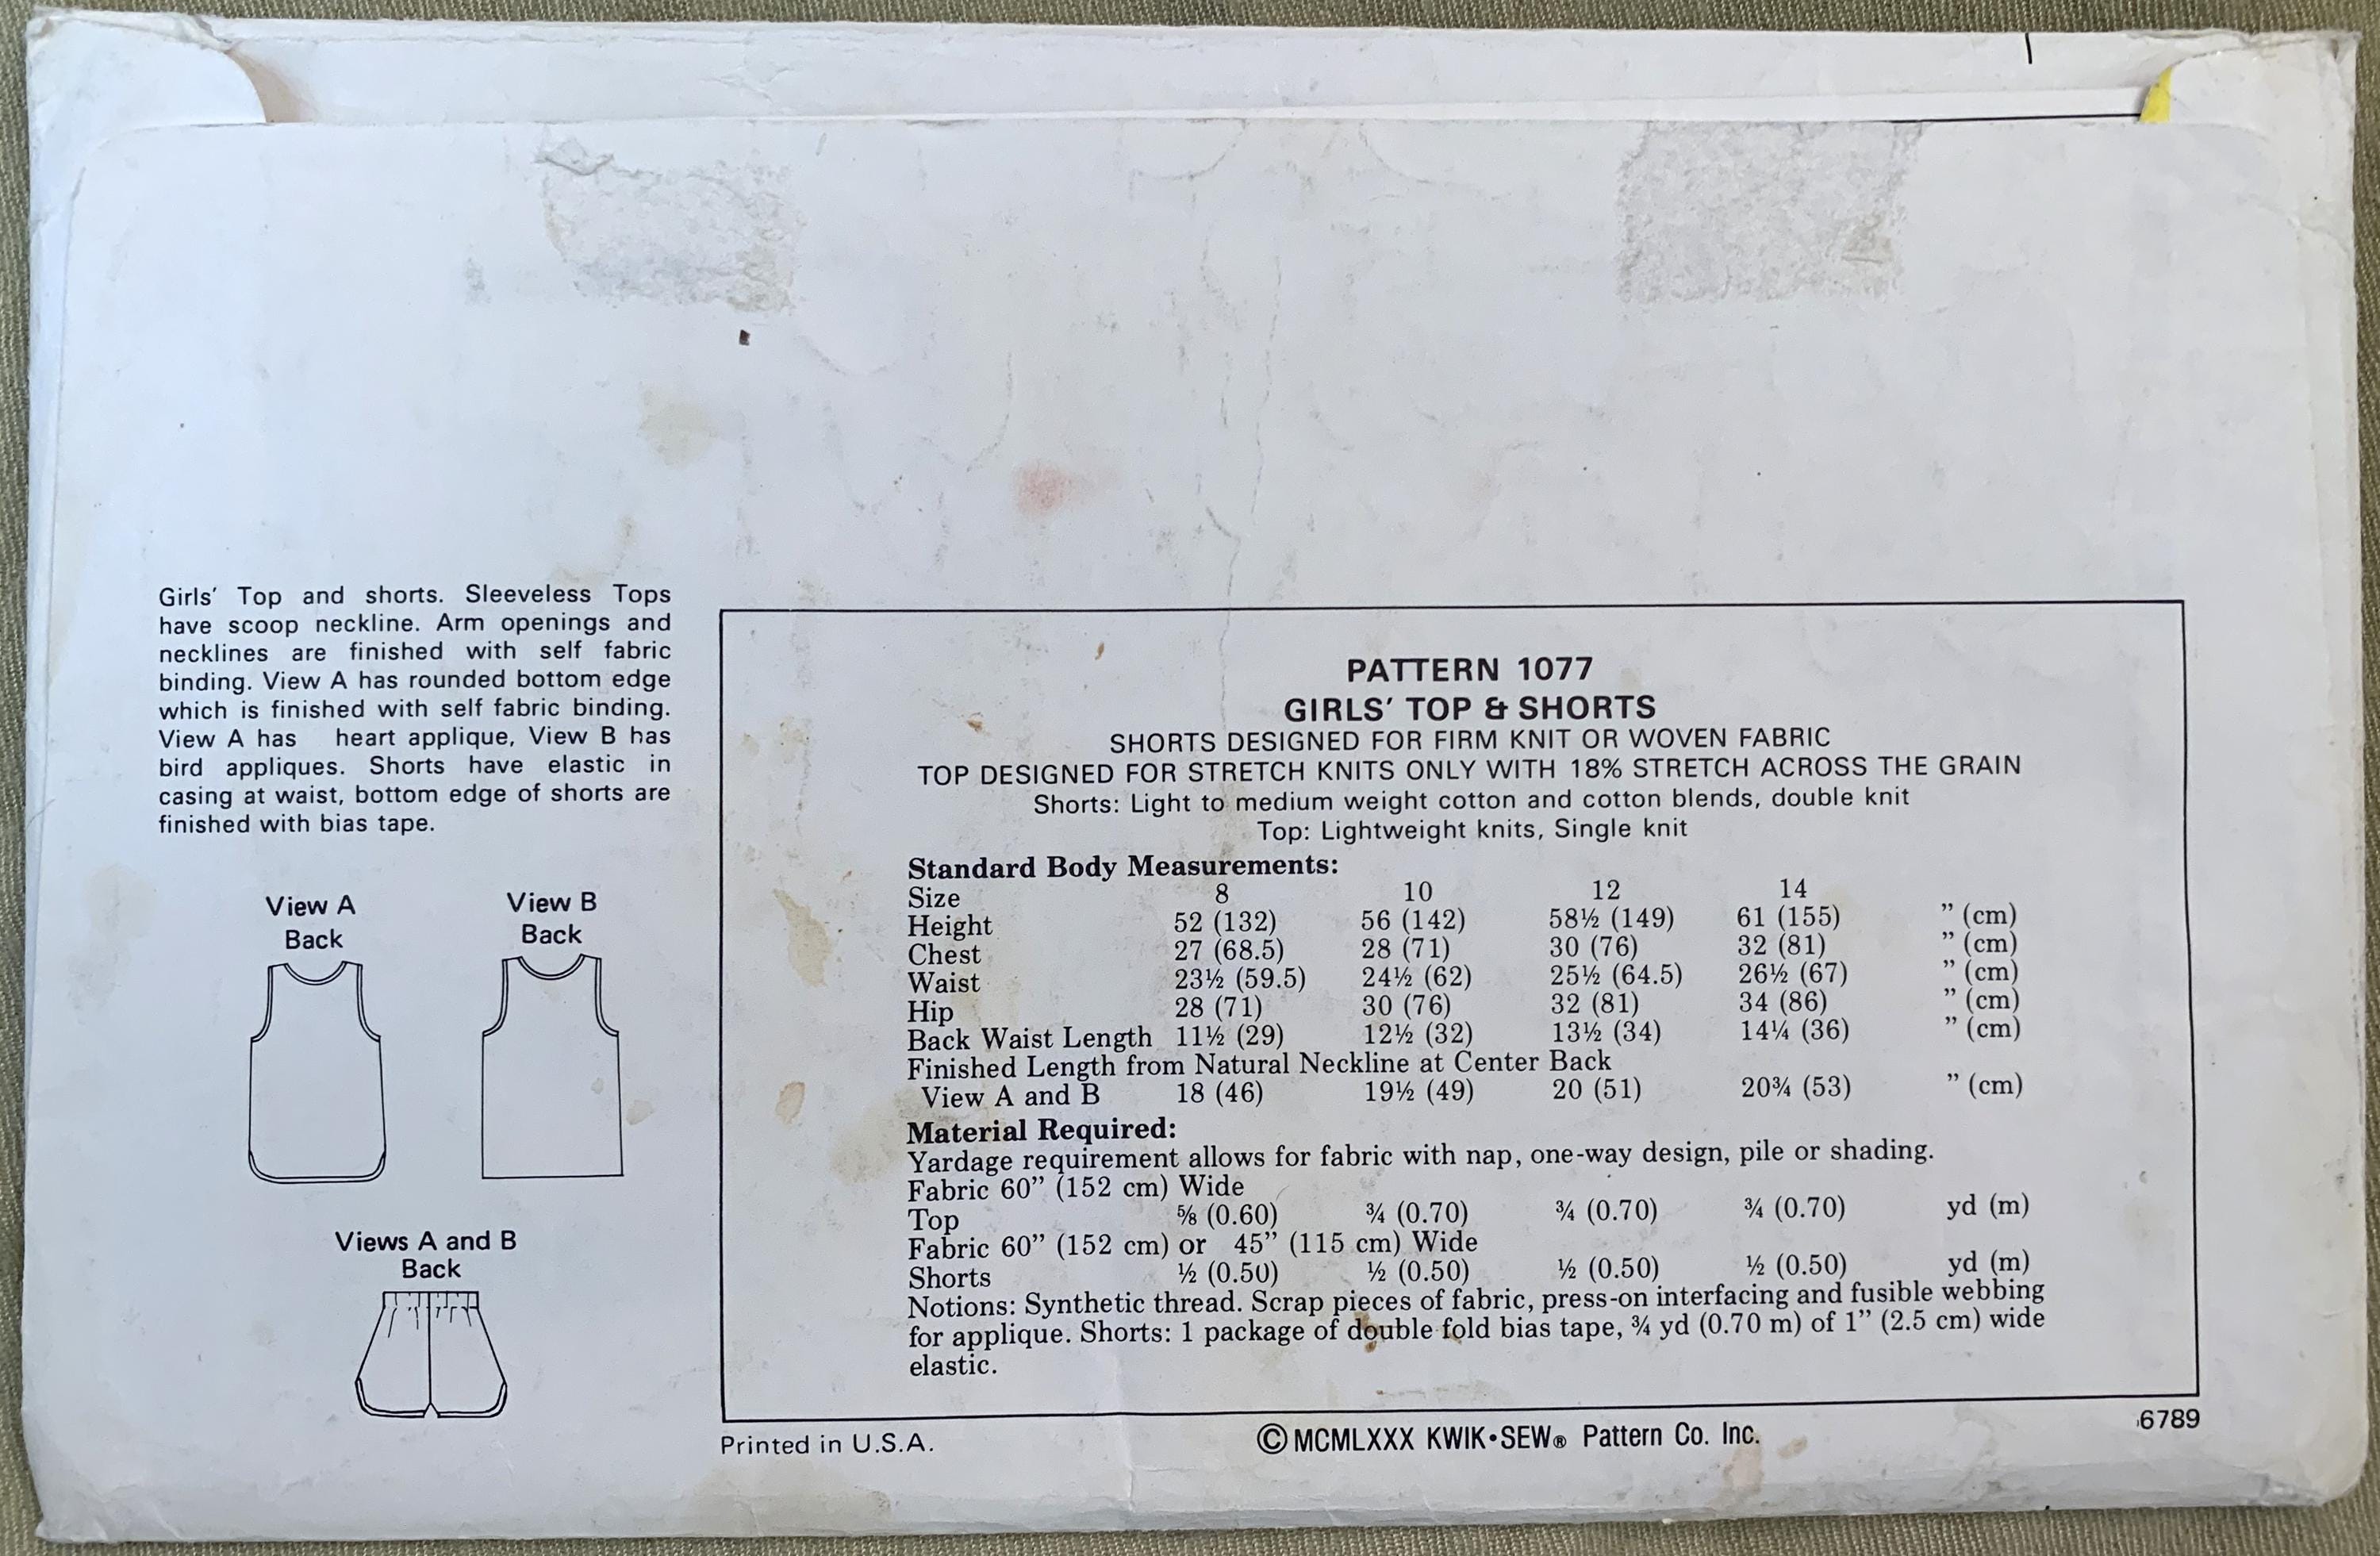 Girls' Top and shorts. Sleeveless Tops
have scoop neckline. Arm openings and
necklines are finished with self fabric
binding. View A has rounded bottom edge
which is finished with self fabric binding.
View A has heart applique, View B has
bird appliques. Shorts have elastic in
casing at waist, bottom edge of shorts are
finished with bias tape.
View A
Back
View B
Back
Views A and B
Back
PATTERN 1077
GIRLS' TOP & SHORTS
SHORTS DESIGNED FOR FIRM KNIT OR WOVEN FABRIC
TOP DESIGNED FOR STRETCH KNITS ONLY WITH 18% STRETCH ACROSS THE GRAIN
Shorts: Light to medium weight cotton and cotton blends, double knit
Top: Lightweight knits, Single knit
Standard Body Measurements:
Size 8 10 12 14
Height 52 (132) 56 (142) 58½ (149) 61 (155) ” (cm)
Chest 27 (68.5) 28 (71) 30 (76) 32 (81) ” (cm)
Waist 23½ (59.5) 24½ (62) 25½ (64.5) 26½ (67) ” (cm)
Hip 28 (71) 30 (76) 32 (81) 34 (86) ” (cm)
Back Waist Length 11½ (29) 12½ (32) 13½ (34) 14¼ (36) ” (cm)
Finished Length from Natural Neckline at Center Back
View A and B 18 (46) 19½ (49) 20 (51) 20¾ (53) ” (cm)
Material Required:
Yardage requirement allows for fabric with nap, one-way design, pile or shading.
Fabric 60” (152 cm) Wide
Top ⅝ (0.60) ¾ (0.70) ¾ (0.70) ¾ (0.70) yd (m)
Fabric 60” (152 cm) or 45” (115 cm) Wide
Shorts ½ (0.50) ½ (0.50) ½ (0.50) ½ (0.50) yd (m)
Notions: Synthetic thread. Scrap pieces of fabric, press-on interfacing and fusible webbing
for applique. Shorts: 1 package of double fold bias tape, ¾ yd (0.70 m) of 1” (2.5 cm) wide
elastic.
Printed in U.S.A.
©MCMLXXX KWIK•SEW® Pattern Co. Inc.
6789